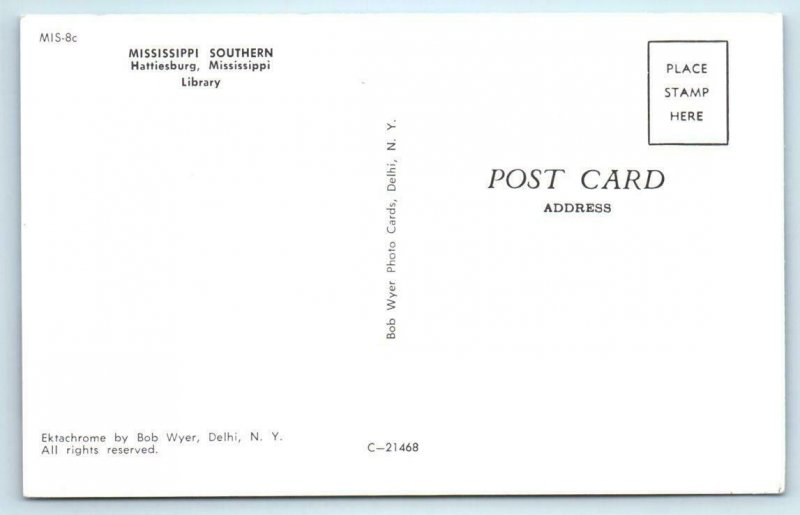 MIS-8c
MISSISSIPPI SOUTHERN
Hattiesburg, Mississippi
Library
PLACE
STAMP
HERE
POST CARD
ADDRESS
Bob Wyer Photo Cards, Delhi, N. Y.
Ektachrome by Bob Wyer, Delhi, N. Y.
All rights reserved.
C—21468